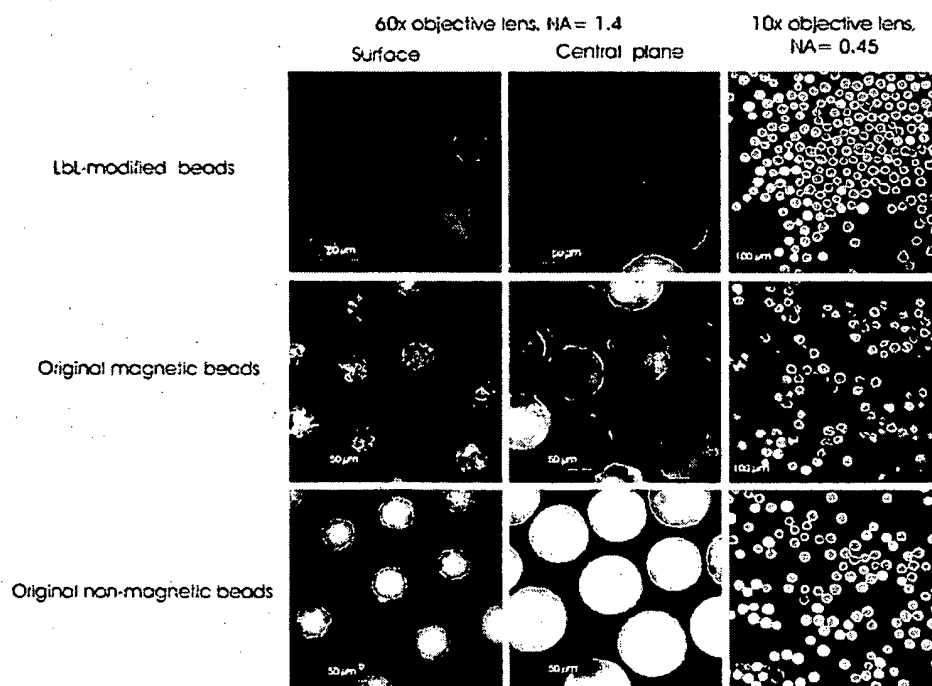 60x objective lens, NA= 1.4
10x objective lens,
NA= 0.45
Surface
Central plane
LbL-modified beads
50 µm
50 µm
100 µm
Original magnetic beads
50 µm
50 µm
100 µm
Original non-magnetic beads
50 µm
50 µm